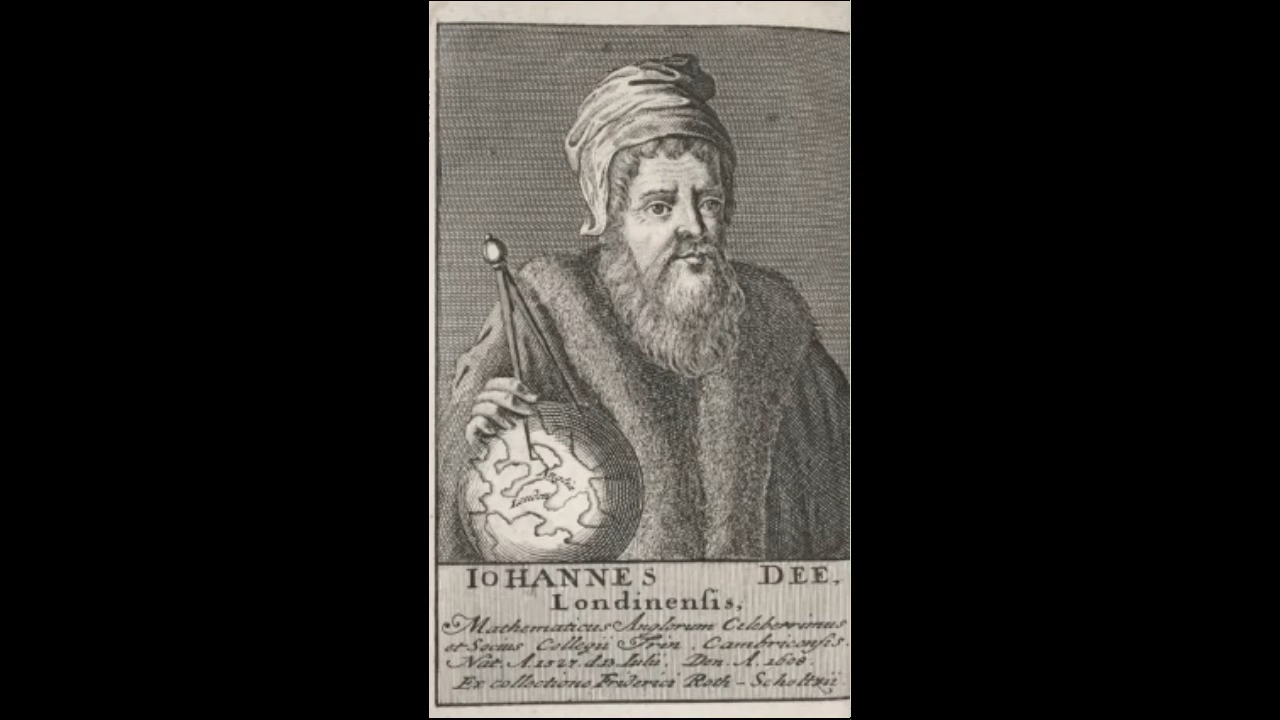 Anglia
London
IOHANNES DEE,
Londinenſis,
Mathematicus Anglorum Celeberrimus
et Socius Collegii Trin. Cambricenſis.
Nat. A. 1527. d. 13 Iulii. Den. A. 1608.
Ex collectione Friderici Roth-Scholtzii